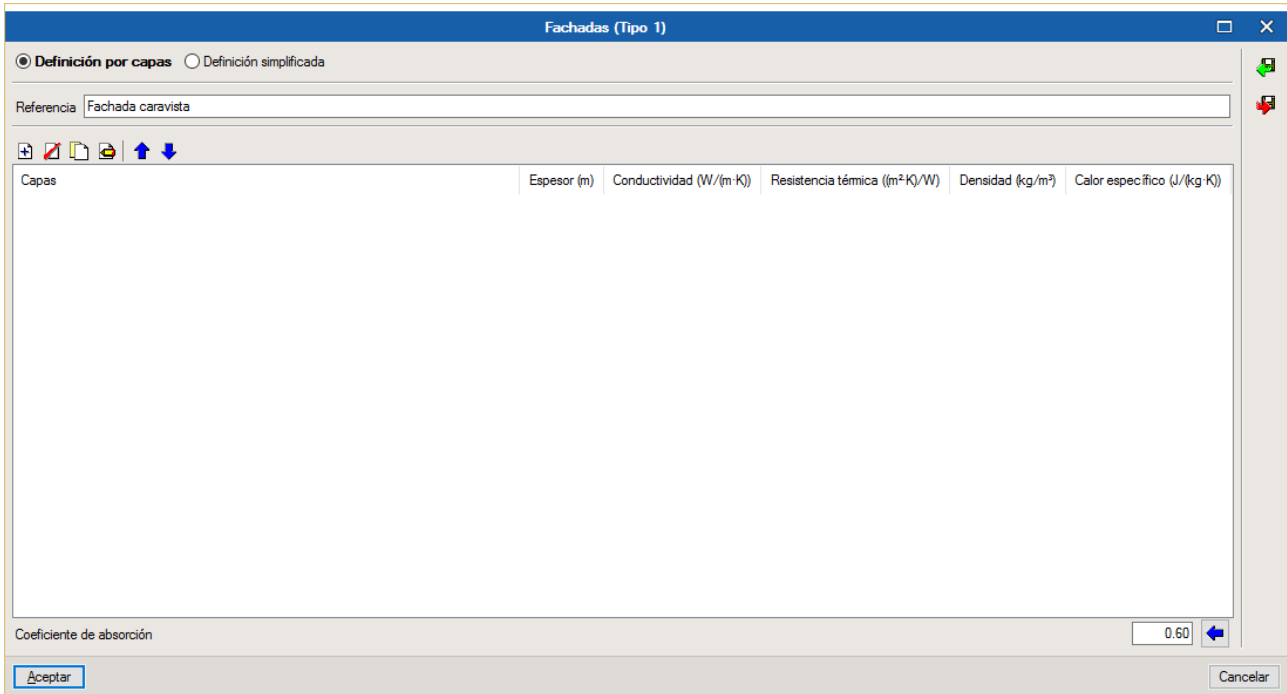 Fachadas (Tipo 1)
Definición por capas Definición simplificada
Referencia Fachada caravista
Capas Espesor (m) Conductividad (W/(m·K)) Resistencia térmica ((m²·K)/W) Densidad (kg/m³) Calor específico (J/(kg·K))
Coeficiente de absorción 0.60
Aceptar Cancelar